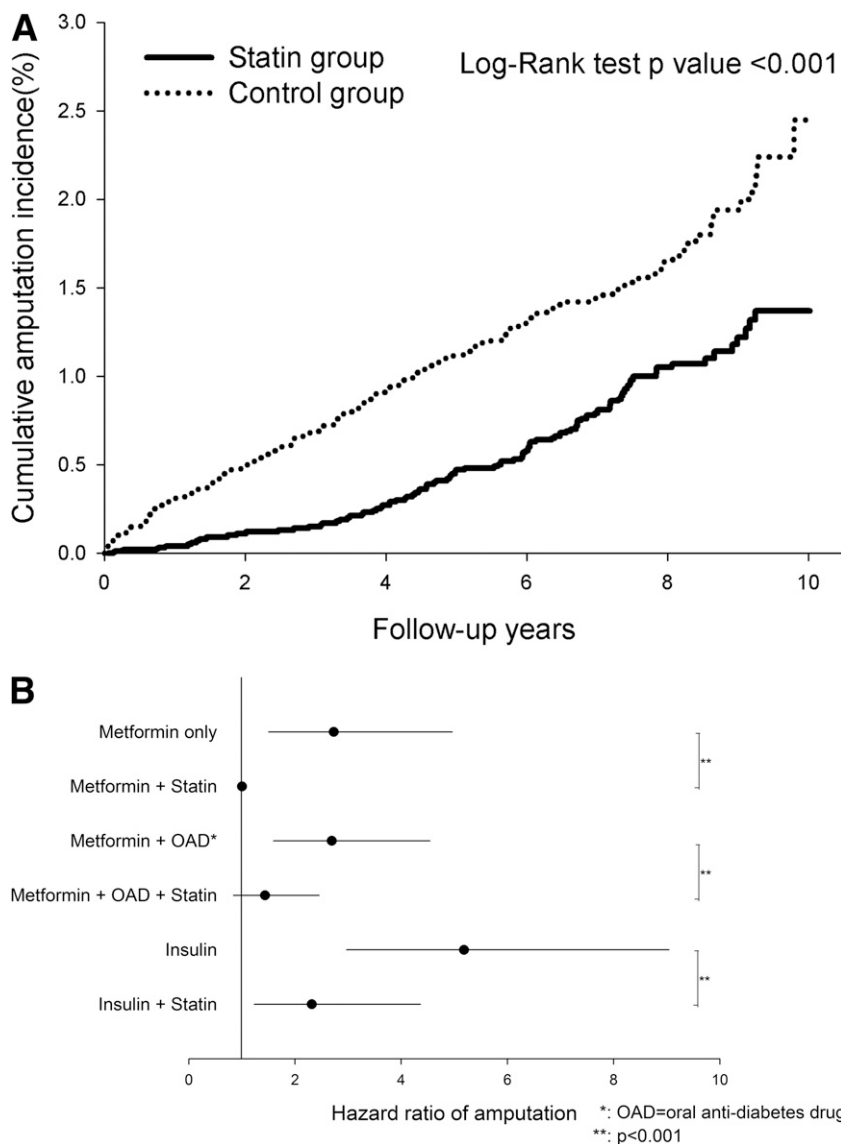 A
Cumulative amputation incidence(%)
3.0
2.5
2.0
1.5
1.0
0.5
0.0
Statin group
Control group
Log-Rank test p value <0.001
0 2 4 6 8 10
Follow-up years
B
Metformin only
Metformin + Statin
Metformin + OAD*
Metformin + OAD + Statin
Insulin
Insulin + Statin
**
**
**
0 2 4 6 8 10
Hazard ratio of amputation
*: OAD=oral anti-diabetes drug
**: p<0.001